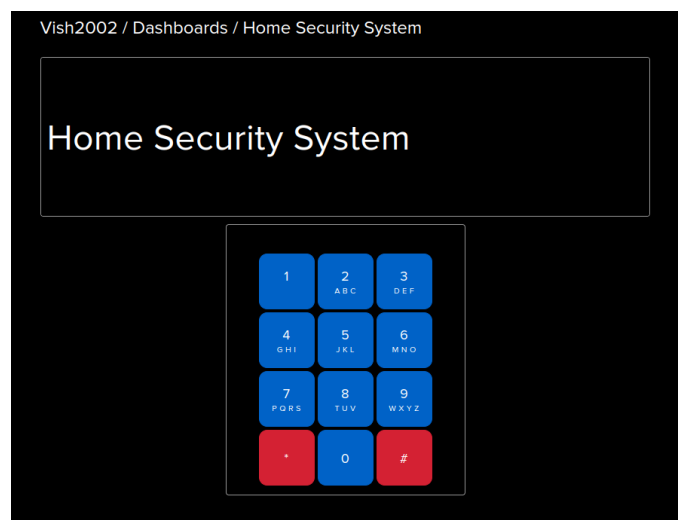 Vish2002 / Dashboards / Home Security System
Home Security System
1 2 3
ABC DEF
4 5 6
GHI JKL MNO
7 8 9
PQRS TUV WXYZ
* 0 #